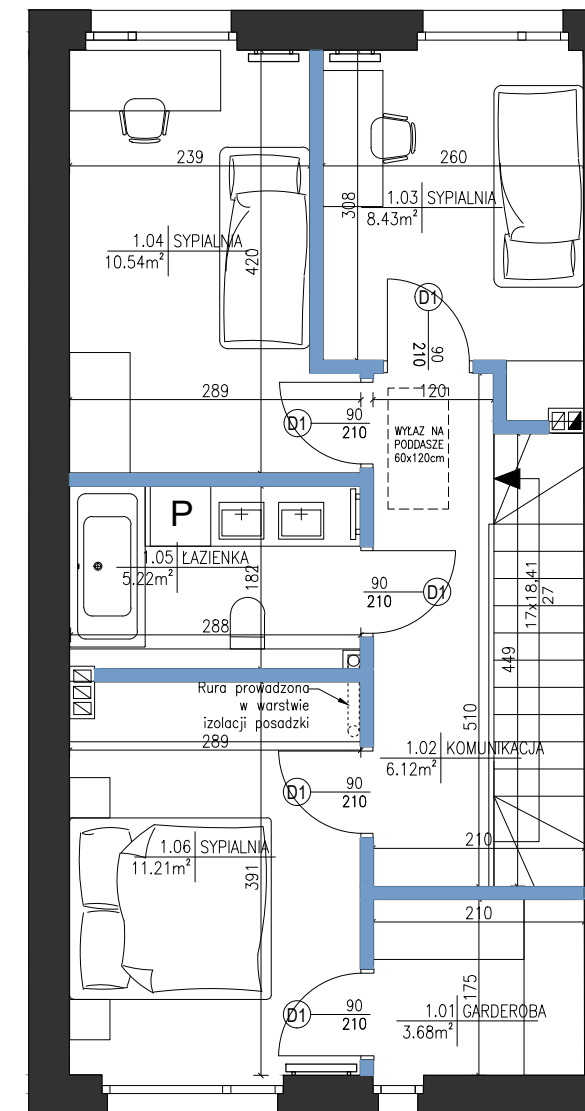 239
260
308
1.03 SYPIALNIA
8.43m²
1.04 SYPIALNIA
10.54m²
420
D1
90
210
289
120
D1
90
210
WYŁAZ NA
PODDASZE
60x120cm
P
17x18,41
27
1.05 ŁAZIENKA
5.22m²
182
90
210
D1
288
449
Rura prowadzona
w warstwie
izolacji posadzki
510
289
1.02 KOMUNIKACJA
6.12m²
D1
90
210
210
1.06 SYPIALNIA
11.21m²
391
210
175
D1
90
210
1.01 GARDEROBA
3.68m²